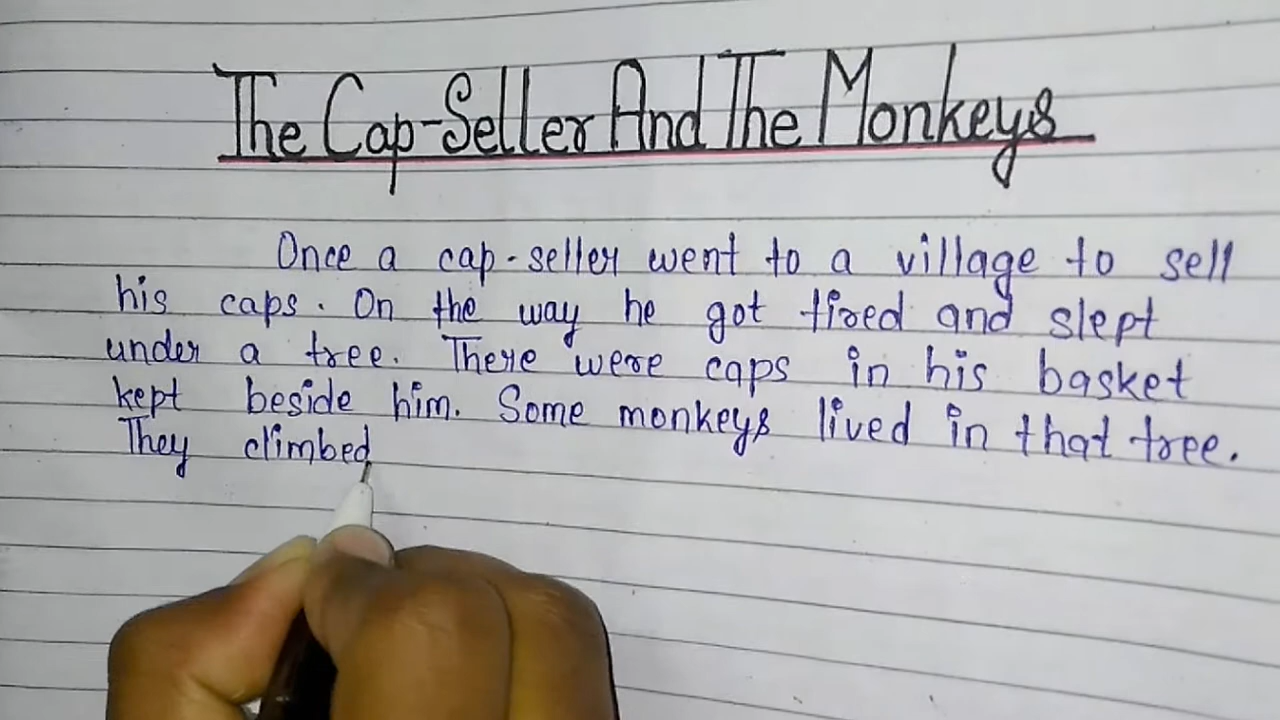 The Cap-Seller And The Monkeys
Once a cap-seller went to a village to sell
his caps. On the way he got tired and slept
under a tree. There were caps in his basket
kept beside him. Some monkeys lived in that tree.
They climbed